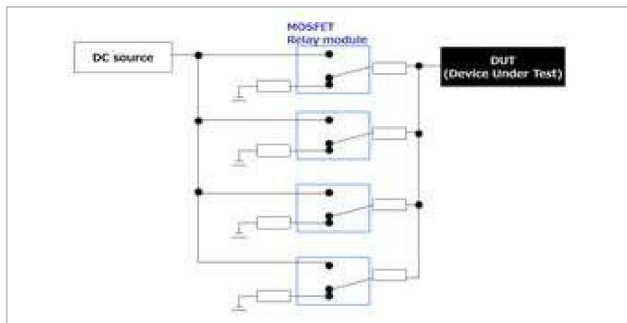 MOSFET
Relay module
DC source
DUT
(Device Under Test)